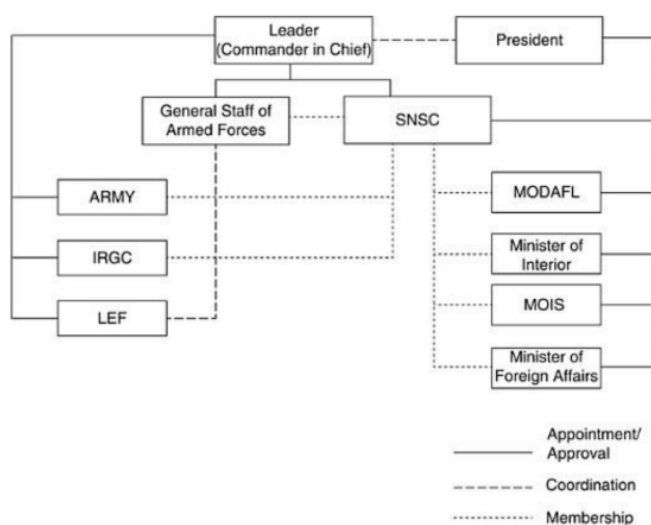 Leader
(Commander in Chief)
President
General Staff of
Armed Forces
SNSC
ARMY
MODAFL
IRGC
Minister of
Interior
LEF
MOIS
Minister of
Foreign Affairs
Appointment/
Approval
Coordination
Membership